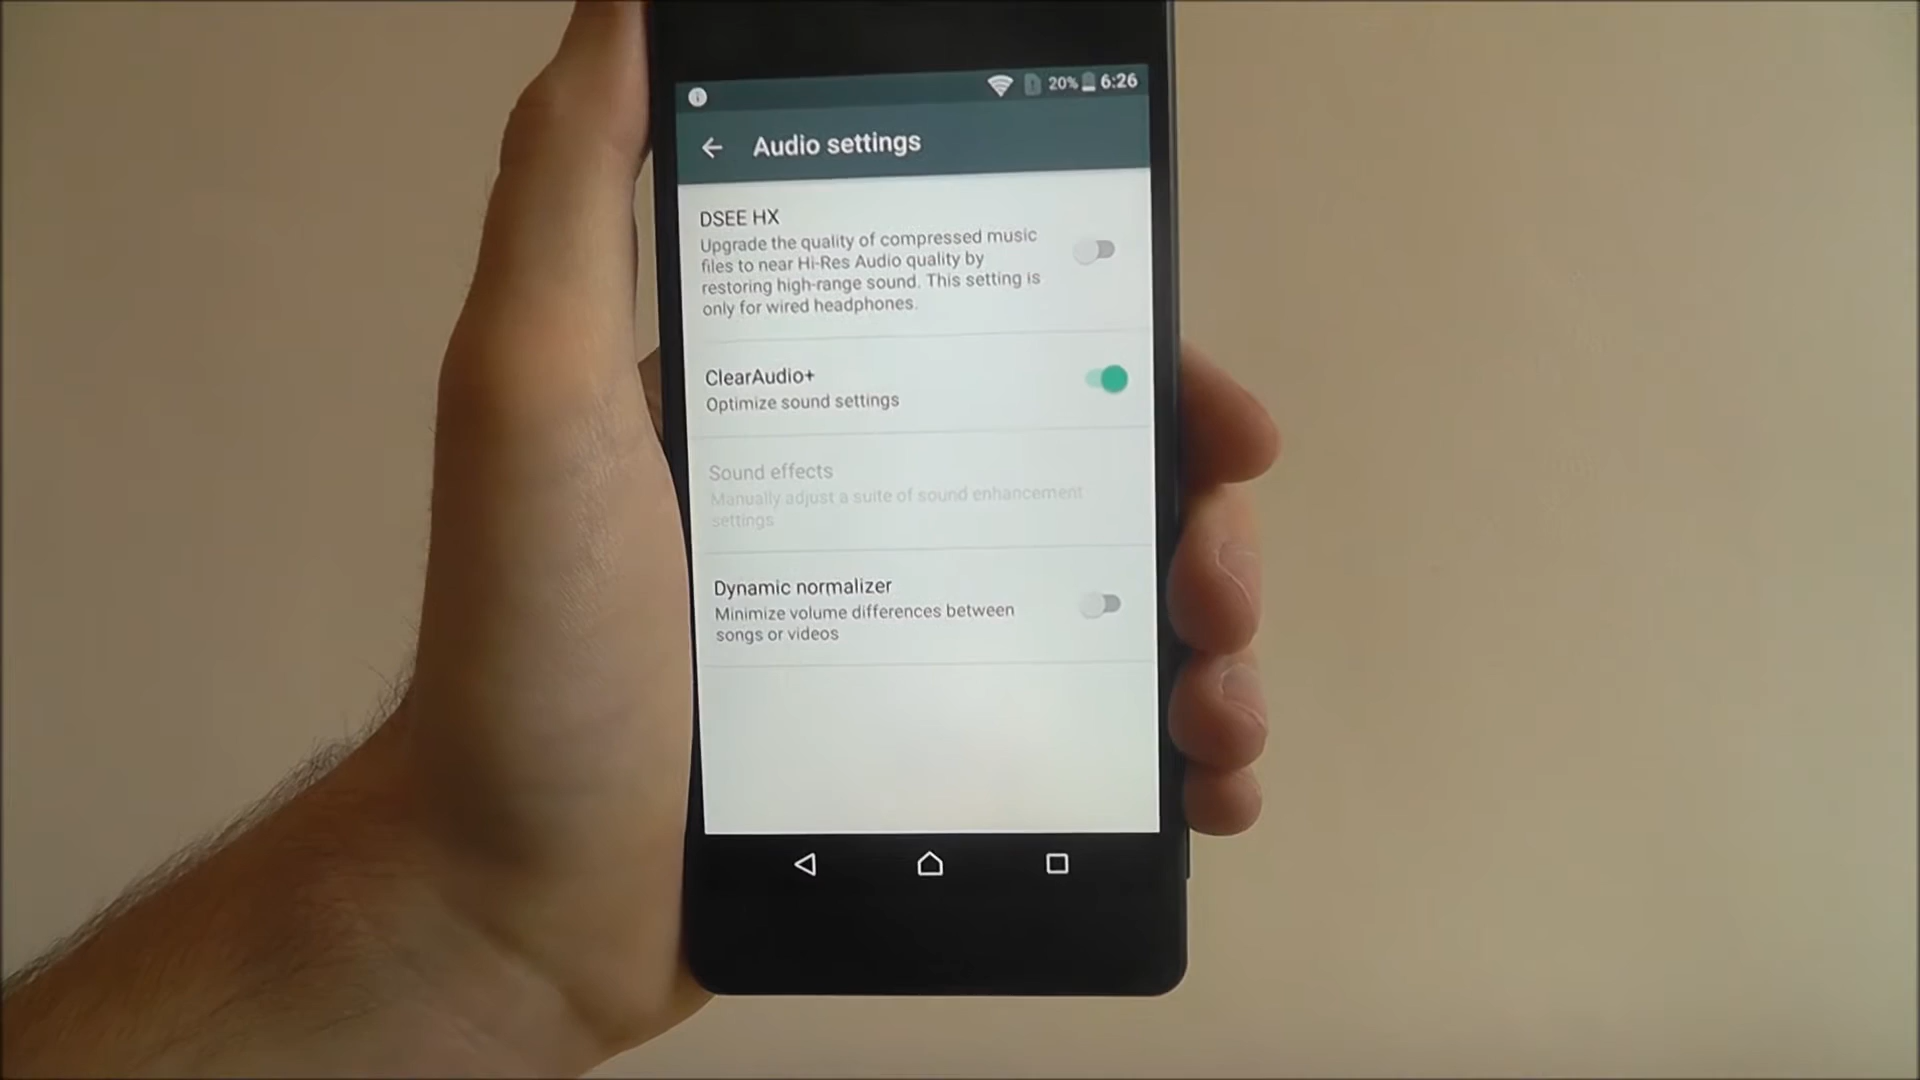 20% 6:26
Audio settings
DSEE HX
Upgrade the quality of compressed music
files to near Hi-Res Audio quality by
restoring high-range sound. This setting is
only for wired headphones.
ClearAudio+
Optimize sound settings
Sound effects
Manually adjust a suite of sound enhancement
settings
Dynamic normalizer
Minimize volume differences between
songs or videos